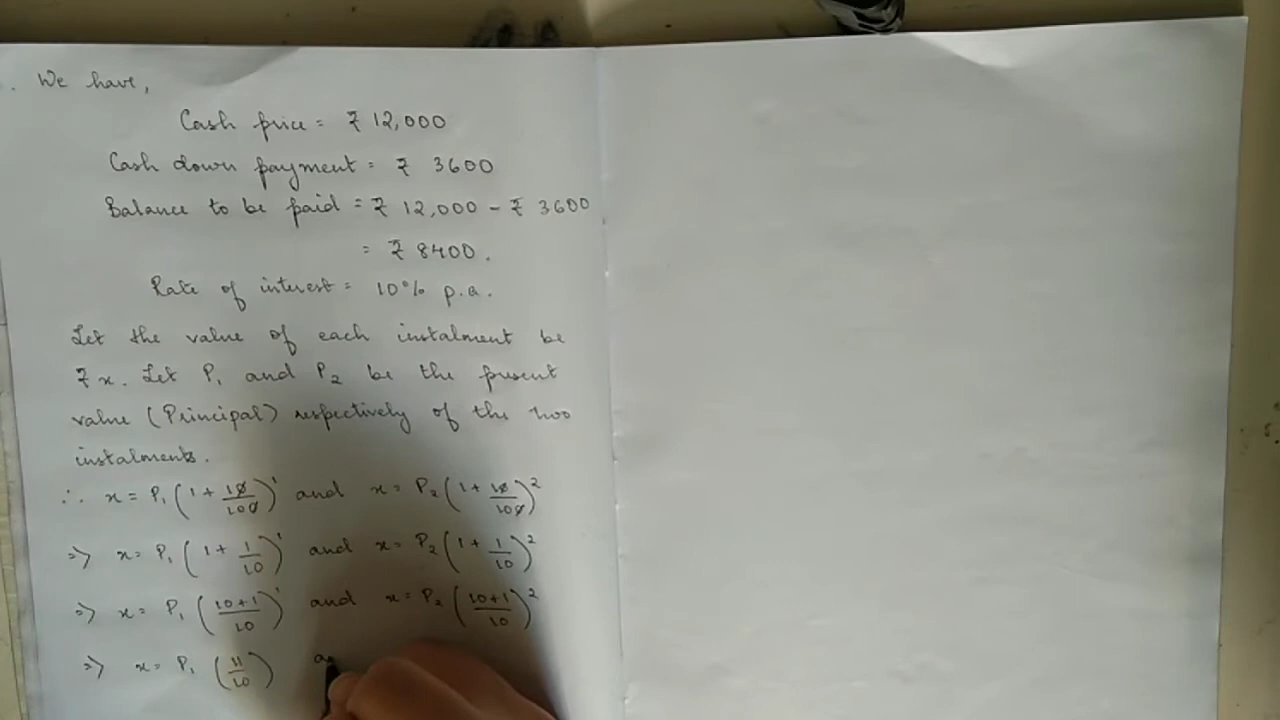 . We have,
Cash price = ₹ 12,000
Cash down payment = ₹ 3600
Balance to be paid = ₹ 12,000 - ₹ 3600
= ₹ 8400.
Rate of interest = 10% p.a.
Let the value of each instalment be
₹ x. Let P₁ and P₂ be the present
value (Principal) respectively of the two
instalments.
∴ x = P₁ (1 + 10/100)¹ and x = P₂ (1 + 10/100)²
=> x = P₁ (1 + 1/10)¹ and x = P₂ (1 + 1/10)²
=> x = P₁ ((10+1)/10)¹ and x = P₂ ((10+1)/10)²
=> x = P₁ (11/10)